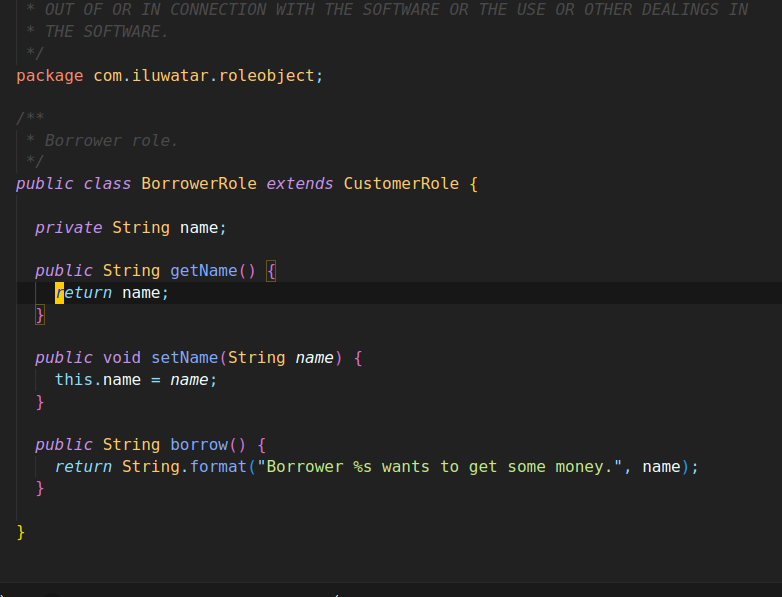 * OUT OF OR IN CONNECTION WITH THE SOFTWARE OR THE USE OR OTHER DEALINGS IN
* THE SOFTWARE.
*/
package com.iluwatar.roleobject;
/**
* Borrower role.
*/
public class BorrowerRole extends CustomerRole {
private String name;
public String getName() {
return name;
}
public void setName(String name) {
this.name = name;
}
public String borrow() {
return String.format("Borrower %s wants to get some money.", name);
}
}